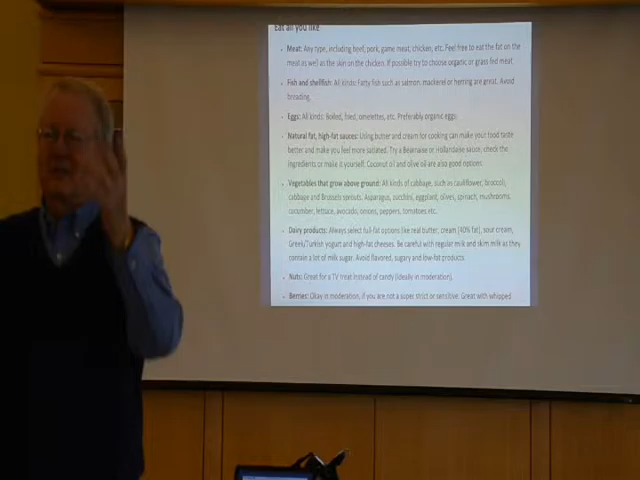 Eat all you like
Meat: Any type, including beef, pork, game meat, chicken, etc. Feel free to eat the fat on the
meat as well as the skin on the chicken. If possible try to choose organic or grass fed meat.
Fish and shellfish: All kinds: Fatty fish such as salmon, mackerel or herring are great. Avoid
breading.
Eggs: All kinds: Boiled, fried, omelettes, etc. Preferably organic eggs.
Natural fat, high-fat sauces: Using butter and cream for cooking can make your food taste
better and make you feel more satiated. Try a Béarnaise or Hollandaise sauce, check the
ingredients or make it yourself. Coconut oil and olive oil are also good options.
Vegetables that grow above ground: All kinds of cabbage, such as cauliflower, broccoli,
cabbage and Brussels sprouts. Asparagus, zucchini, eggplant, olives, spinach, mushrooms,
cucumber, lettuce, avocado, onions, peppers, tomatoes etc.
Dairy products: Always select full-fat options like real butter, cream (40% fat), sour cream,
Greek/Turkish yogurt and high-fat cheeses. Be careful with regular milk and skim milk as they
contain a lot of milk sugar. Avoid flavored, sugary and low-fat products.
Nuts: Great for a TV treat instead of candy (ideally in moderation).
Berries: Okay in moderation, if you are not a super strict or sensitive. Great with whipped